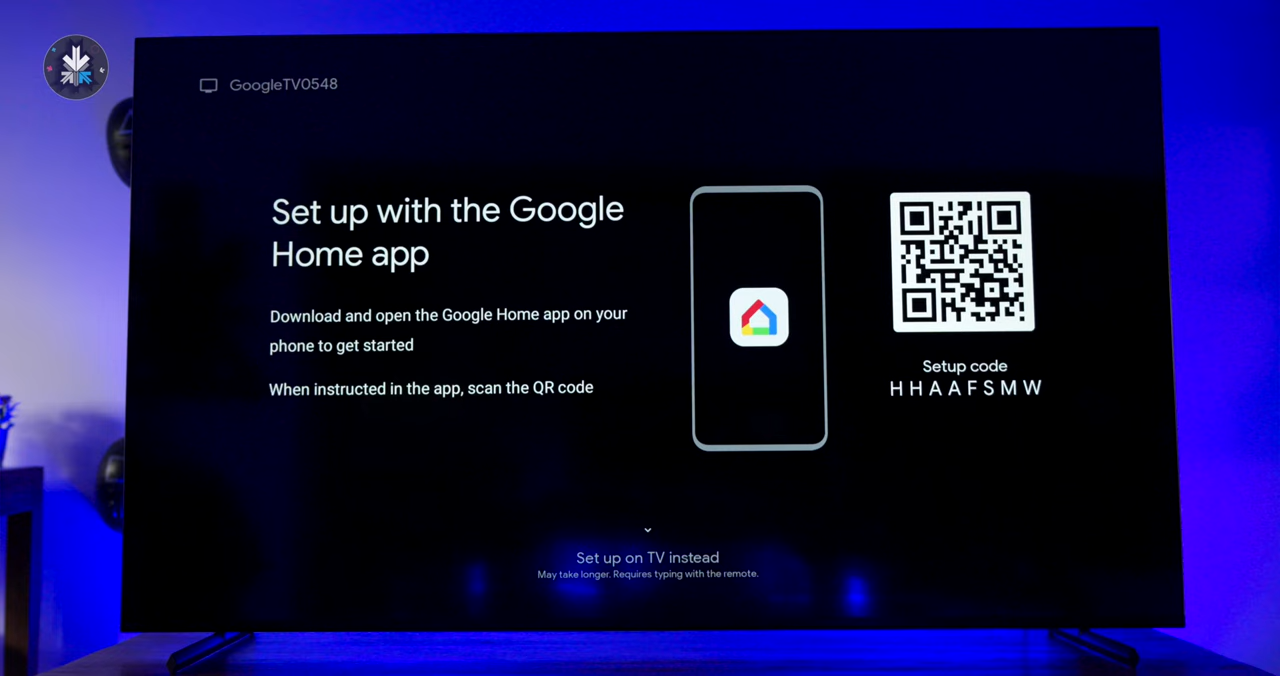 GoogleTV0548
Set up with the Google
Home app
Download and open the Google Home app on your
phone to get started
When instructed in the app, scan the QR code
Setup code
HHAAFSMW
Set up on TV instead
May take longer. Requires typing with the remote.